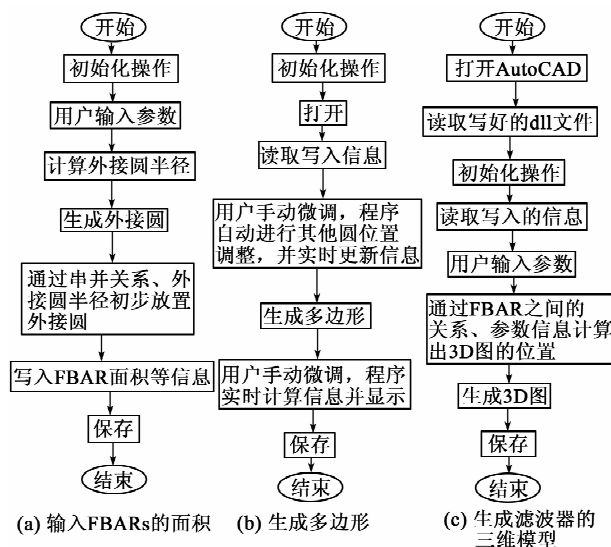 开始
初始化操作
用户输入参数
计算外接圆半径
生成外接圆
通过串并关系、外
接圆半径初步放置
外接圆
写入FBAR面积等信息
保存
结束
(a) 输入FBARs的面积
开始
初始化操作
打开
读取写入信息
用户手动微调，程序
自动进行其他圆位置
调整，并实时更新信息
生成多边形
用户手动微调，程序
实时计算信息并显示
保存
结束
(b) 生成多边形
开始
打开AutoCAD
读取写好的dll文件
初始化操作
读取写入的信息
用户输入参数
通过FBAR之间的
关系、参数信息计算
出3D图的位置
生成3D图
保存
结束
(c) 生成滤波器的
三维模型